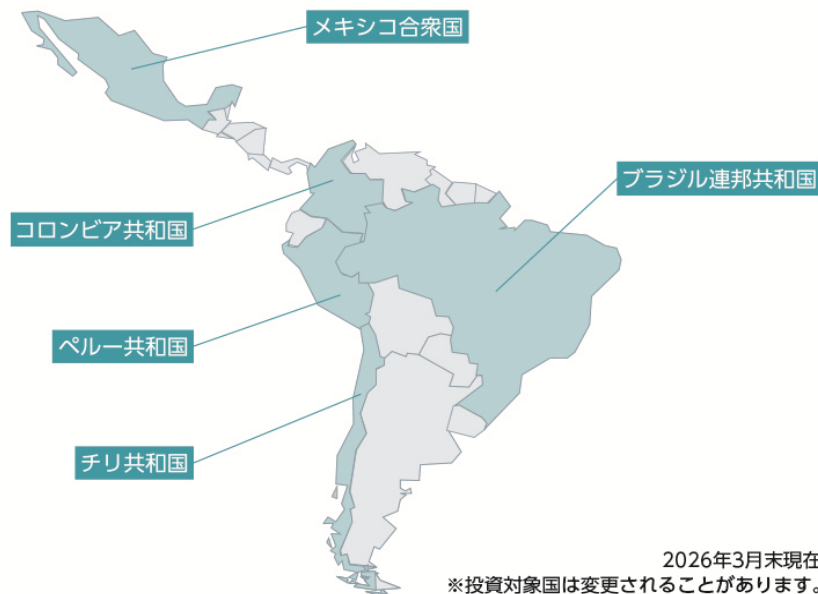 メキシコ合衆国
ブラジル連邦共和国
コロンビア共和国
ペルー共和国
チリ共和国
2026年3月末現在
※投資対象国は変更されることがあります。